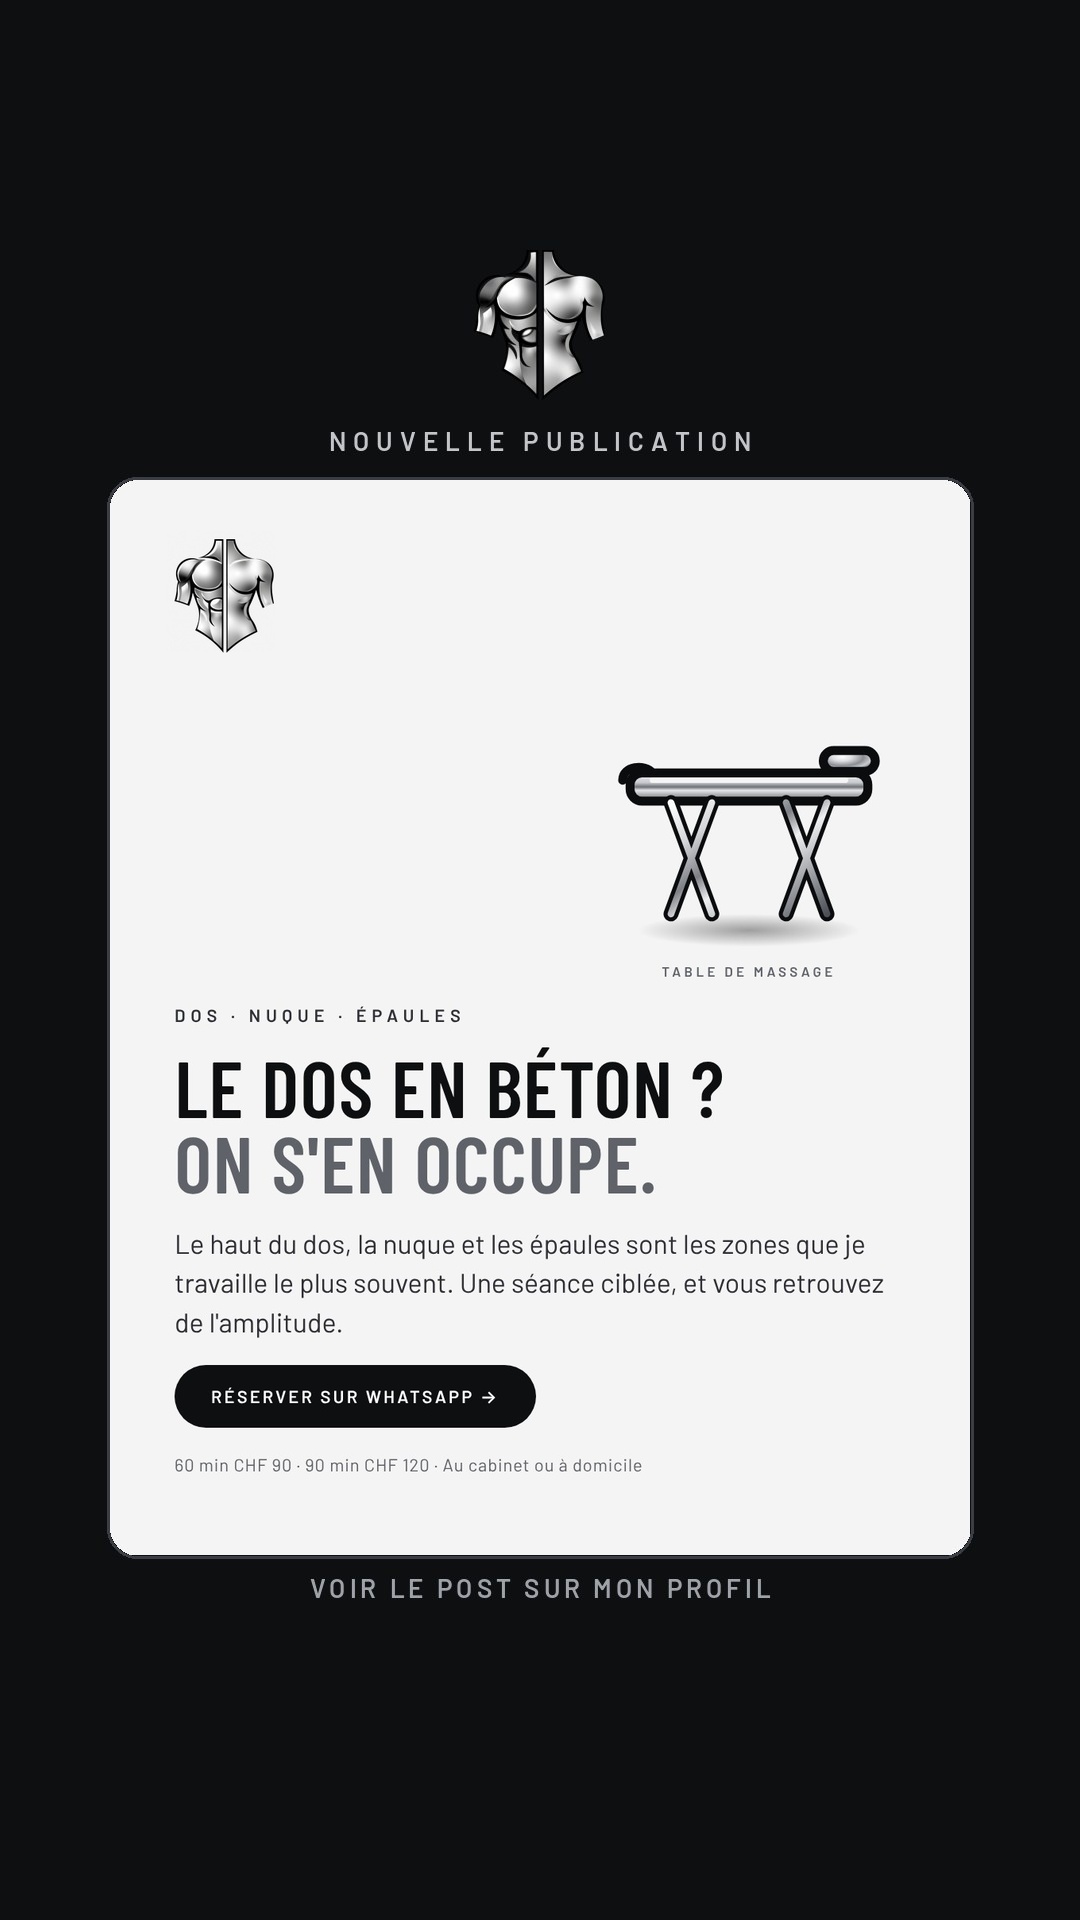 NOUVELLE PUBLICATION
TABLE DE MASSAGE
DOS · NUQUE · ÉPAULES
LE DOS EN BÉTON ?
ON S'EN OCCUPE.
Le haut du dos, la nuque et les épaules sont les zones que je
travaille le plus souvent. Une séance ciblée, et vous retrouvez
de l'amplitude.
RÉSERVER SUR WHATSAPP →
60 min CHF 90 · 90 min CHF 120 · Au cabinet ou à domicile
VOIR LE POST SUR MON PROFIL